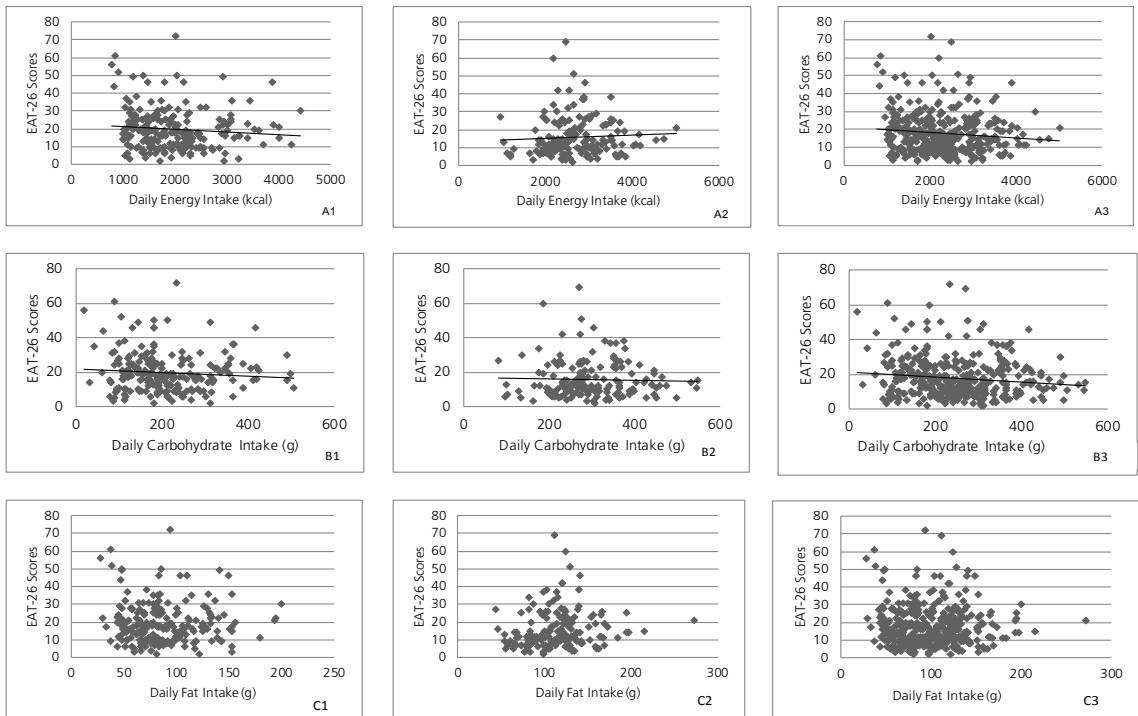 80
70
60
50
40
30
20
10
0
EAT-26 Scores
0 1000 2000 3000 4000 5000
Daily Energy Intake (kcal)
A1
80
70
60
50
40
30
20
10
0
EAT-26 Scores
0 2000 4000 6000
Daily Energy Intake (kcal)
A2
80
70
60
50
40
30
20
10
0
EAT-26 Scores
0 2000 4000 6000
Daily Energy Intake (kcal)
A3
80
60
40
20
0
EAT-26 Scores
0 200 400 600
Daily Carbohydrate Intake (g)
B1
80
60
40
20
0
EAT-26 Scores
0 200 400 600
Daily Carbohydrate Intake (g)
B2
80
60
40
20
0
EAT-26 Scores
0 200 400 600
Daily Carbohydrate Intake (g)
B3
80
70
60
50
40
30
20
10
0
EAT-26 Scores
0 50 100 150 200 250
Daily Fat Intake (g)
C1
80
70
60
50
40
30
20
10
0
EAT-26 Scores
0 100 200 300
Daily Fat Intake (g)
C2
80
70
60
50
40
30
20
10
0
EAT-26 Scores
0 100 200 300
Daily Fat Intake (g)
C3